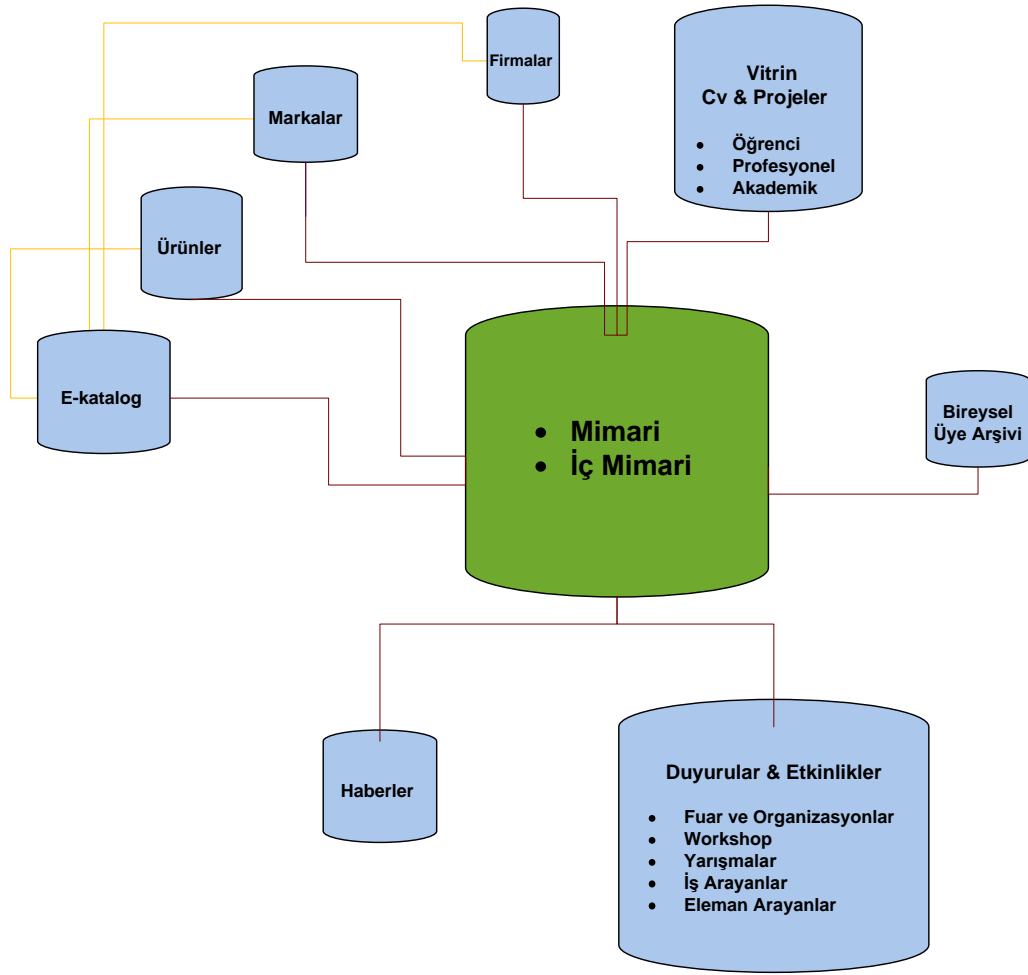 Firmalar
Vitrin
Cv & Projeler
• Öğrenci
• Profesyonel
• Akademik
Markalar
Ürünler
E-katalog
• Mimari
• İç Mimari
Bireysel
Üye Arşivi
Haberler
Duyurular & Etkinlikler
• Fuar ve Organizasyonlar
• Workshop
• Yarışmalar
• İş Arayanlar
• Eleman Arayanlar